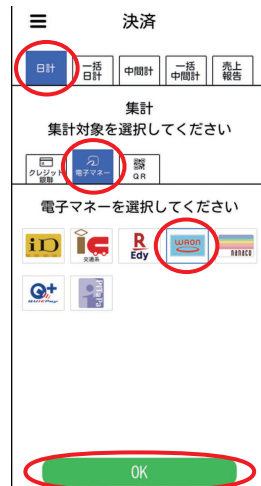 決済
日計
一括
日計
中間計
一括
中間計
売上
報告
集計
集計対象を選択してください
クレジット
銀聯
電子マネー
QR
電子マネーを選択してください
iD
交通系
R
Edy
WAON
nanaco
Q+
QUICPay
PiTaPa
OK